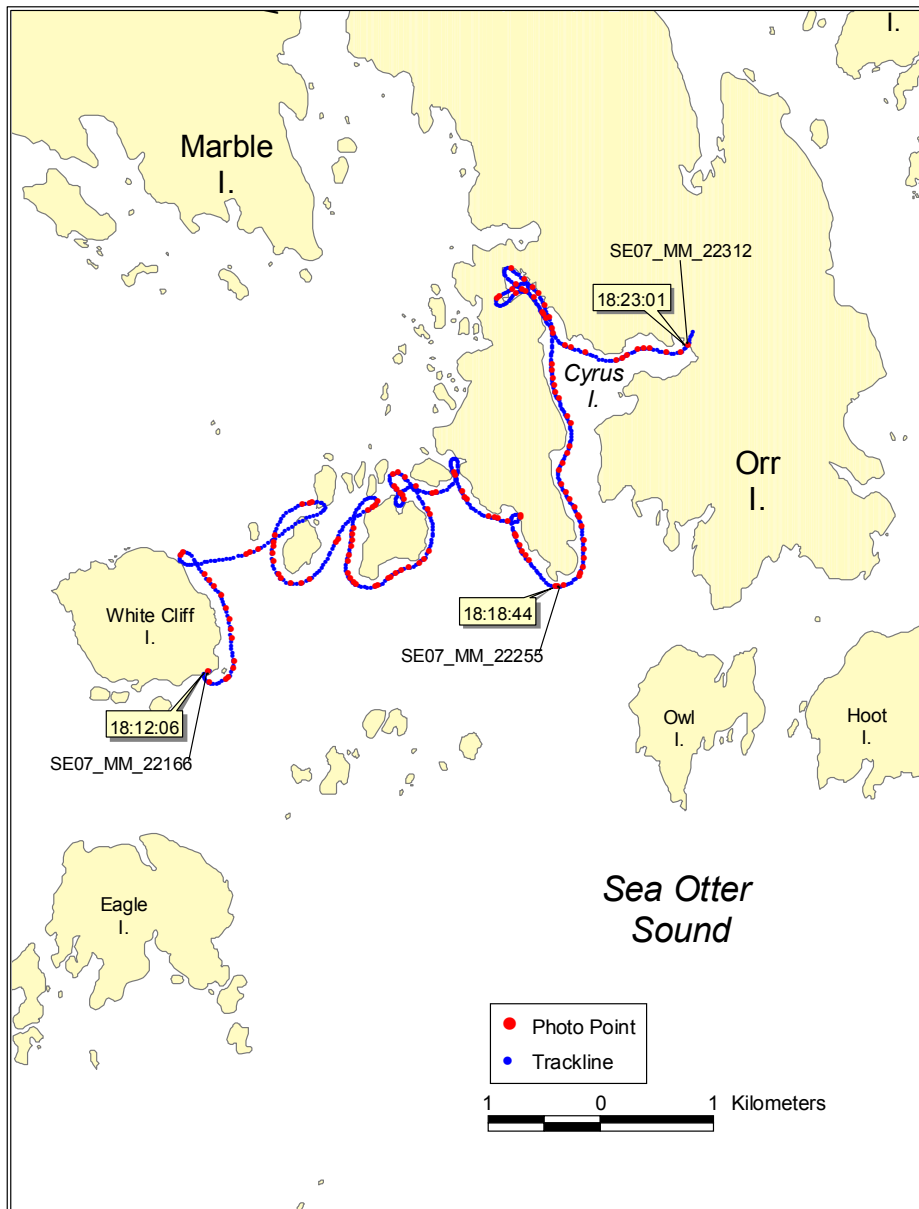 I.
Marble
I.
SE07_MM_22312
18:23:01
Cyrus
I.
Orr
I.
White Cliff
I.
18:18:44
SE07_MM_22255
18:12:06
SE07_MM_22166
Owl
I.
Hoot
I.
Eagle
I.
Sea Otter
Sound
Photo Point
Trackline
1 0 1 Kilometers